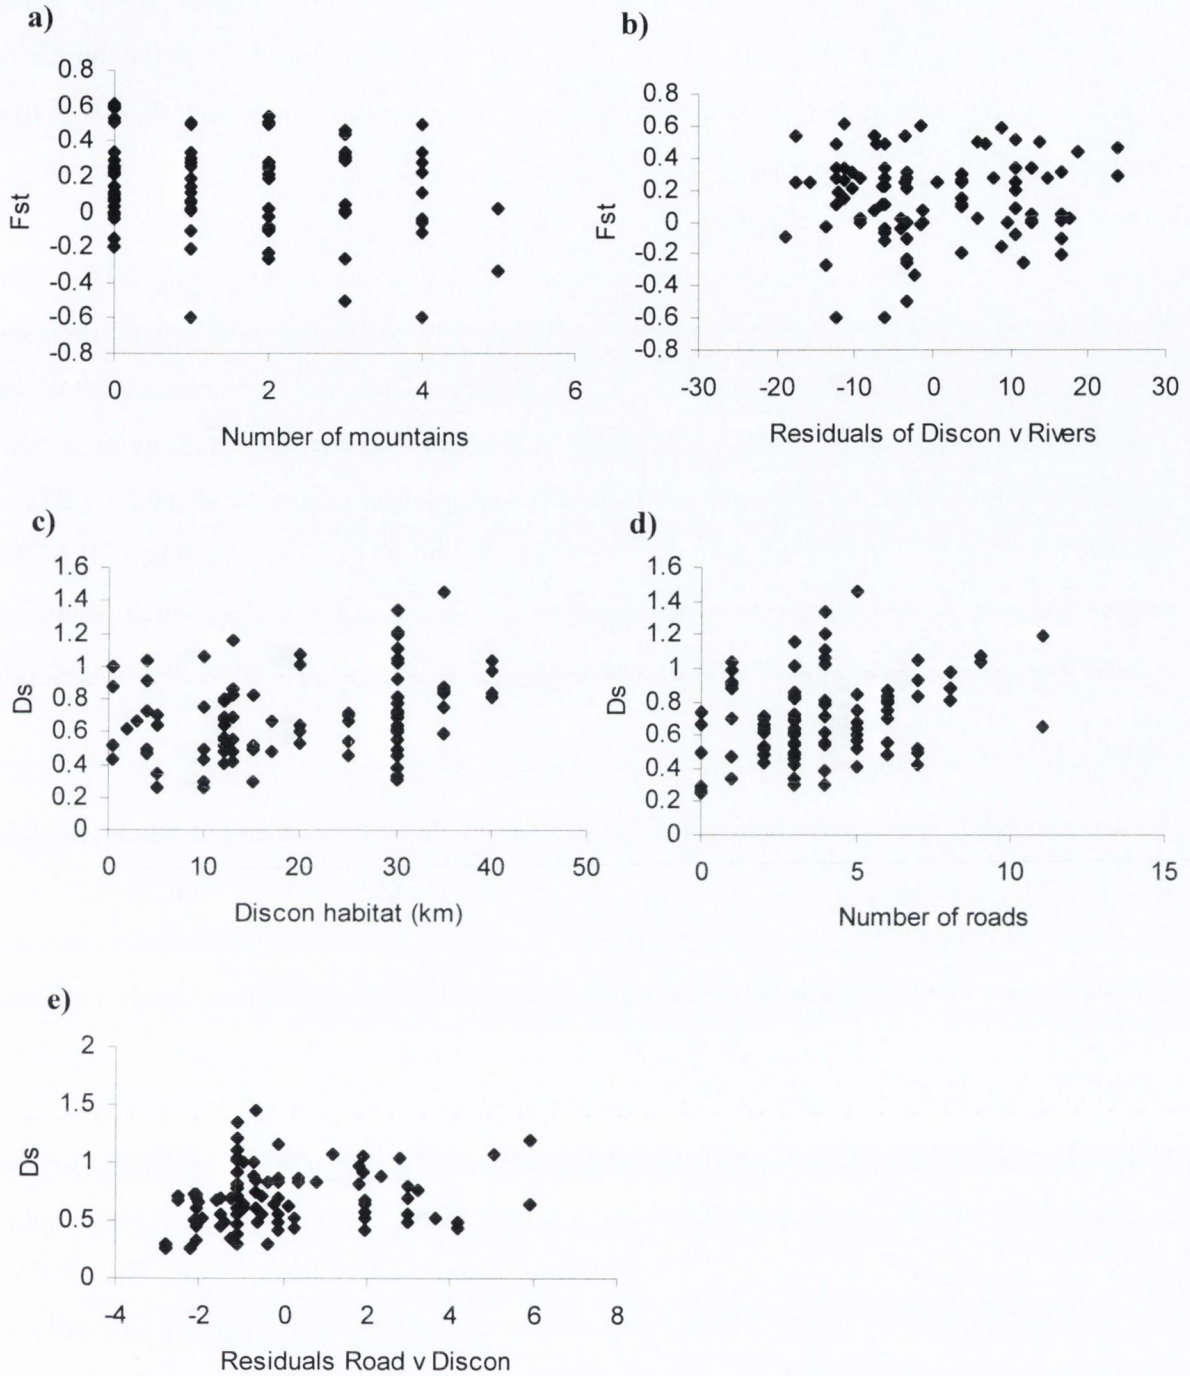 a)
0.8
0.6
0.4
0.2
0
-0.2
-0.4
-0.6
-0.8
Fst
0 2 4 6
Number of mountains
b)
0.8
0.6
0.4
0.2
0
-0.2
-0.4
-0.6
-0.8
Fst
-30 -20 -10 0 10 20 30
Residuals of Discon v Rivers
c)
1.6
1.4
1.2
1
0.8
0.6
0.4
0.2
0
Ds
0 10 20 30 40 50
Discon habitat (km)
d)
1.6
1.4
1.2
1
0.8
0.6
0.4
0.2
0
Ds
0 5 10 15
Number of roads
e)
2
1.5
1
0.5
0
Ds
-4 -2 0 2 4 6 8
Residuals Road v Discon